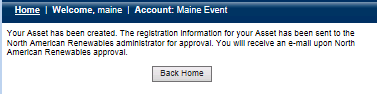 Home | Welcome, maine | Account: Maine Event
Your Asset has been created. The registration information for your Asset has been sent to the
North American Renewables administrator for approval. You will receive an e-mail upon North
American Renewables approval.
Back Home